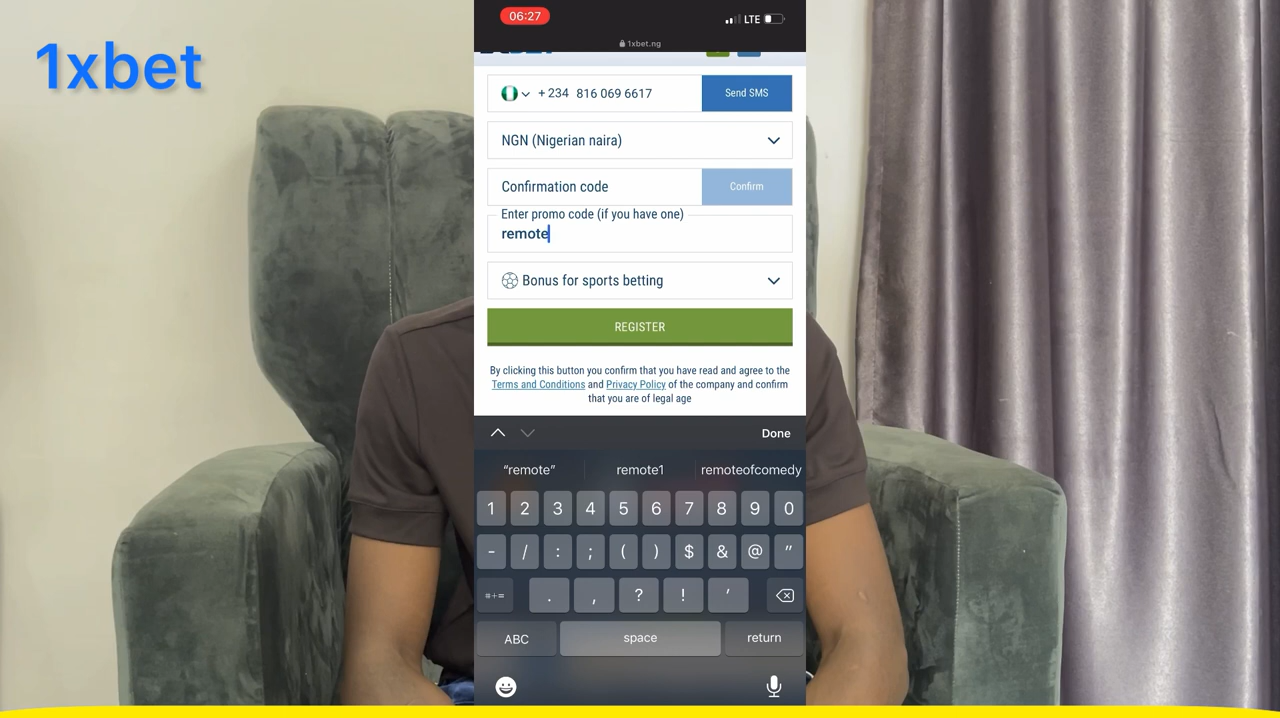 1xbet
06:27
LTE
1xbet.ng
+ 234 816 069 6617
Send SMS
NGN (Nigerian naira)
Confirmation code
Confirm
Enter promo code (if you have one)
remote
Bonus for sports betting
REGISTER
By clicking this button you confirm that you have read and agree to the
Terms and Conditions and Privacy Policy of the company and confirm
that you are of legal age
Done
“remote” remote1 remoteofcomedy
1 2 3 4 5 6 7 8 9 0
- / : ; ( ) $ & @ "
#+= . , ? ! '
ABC space return